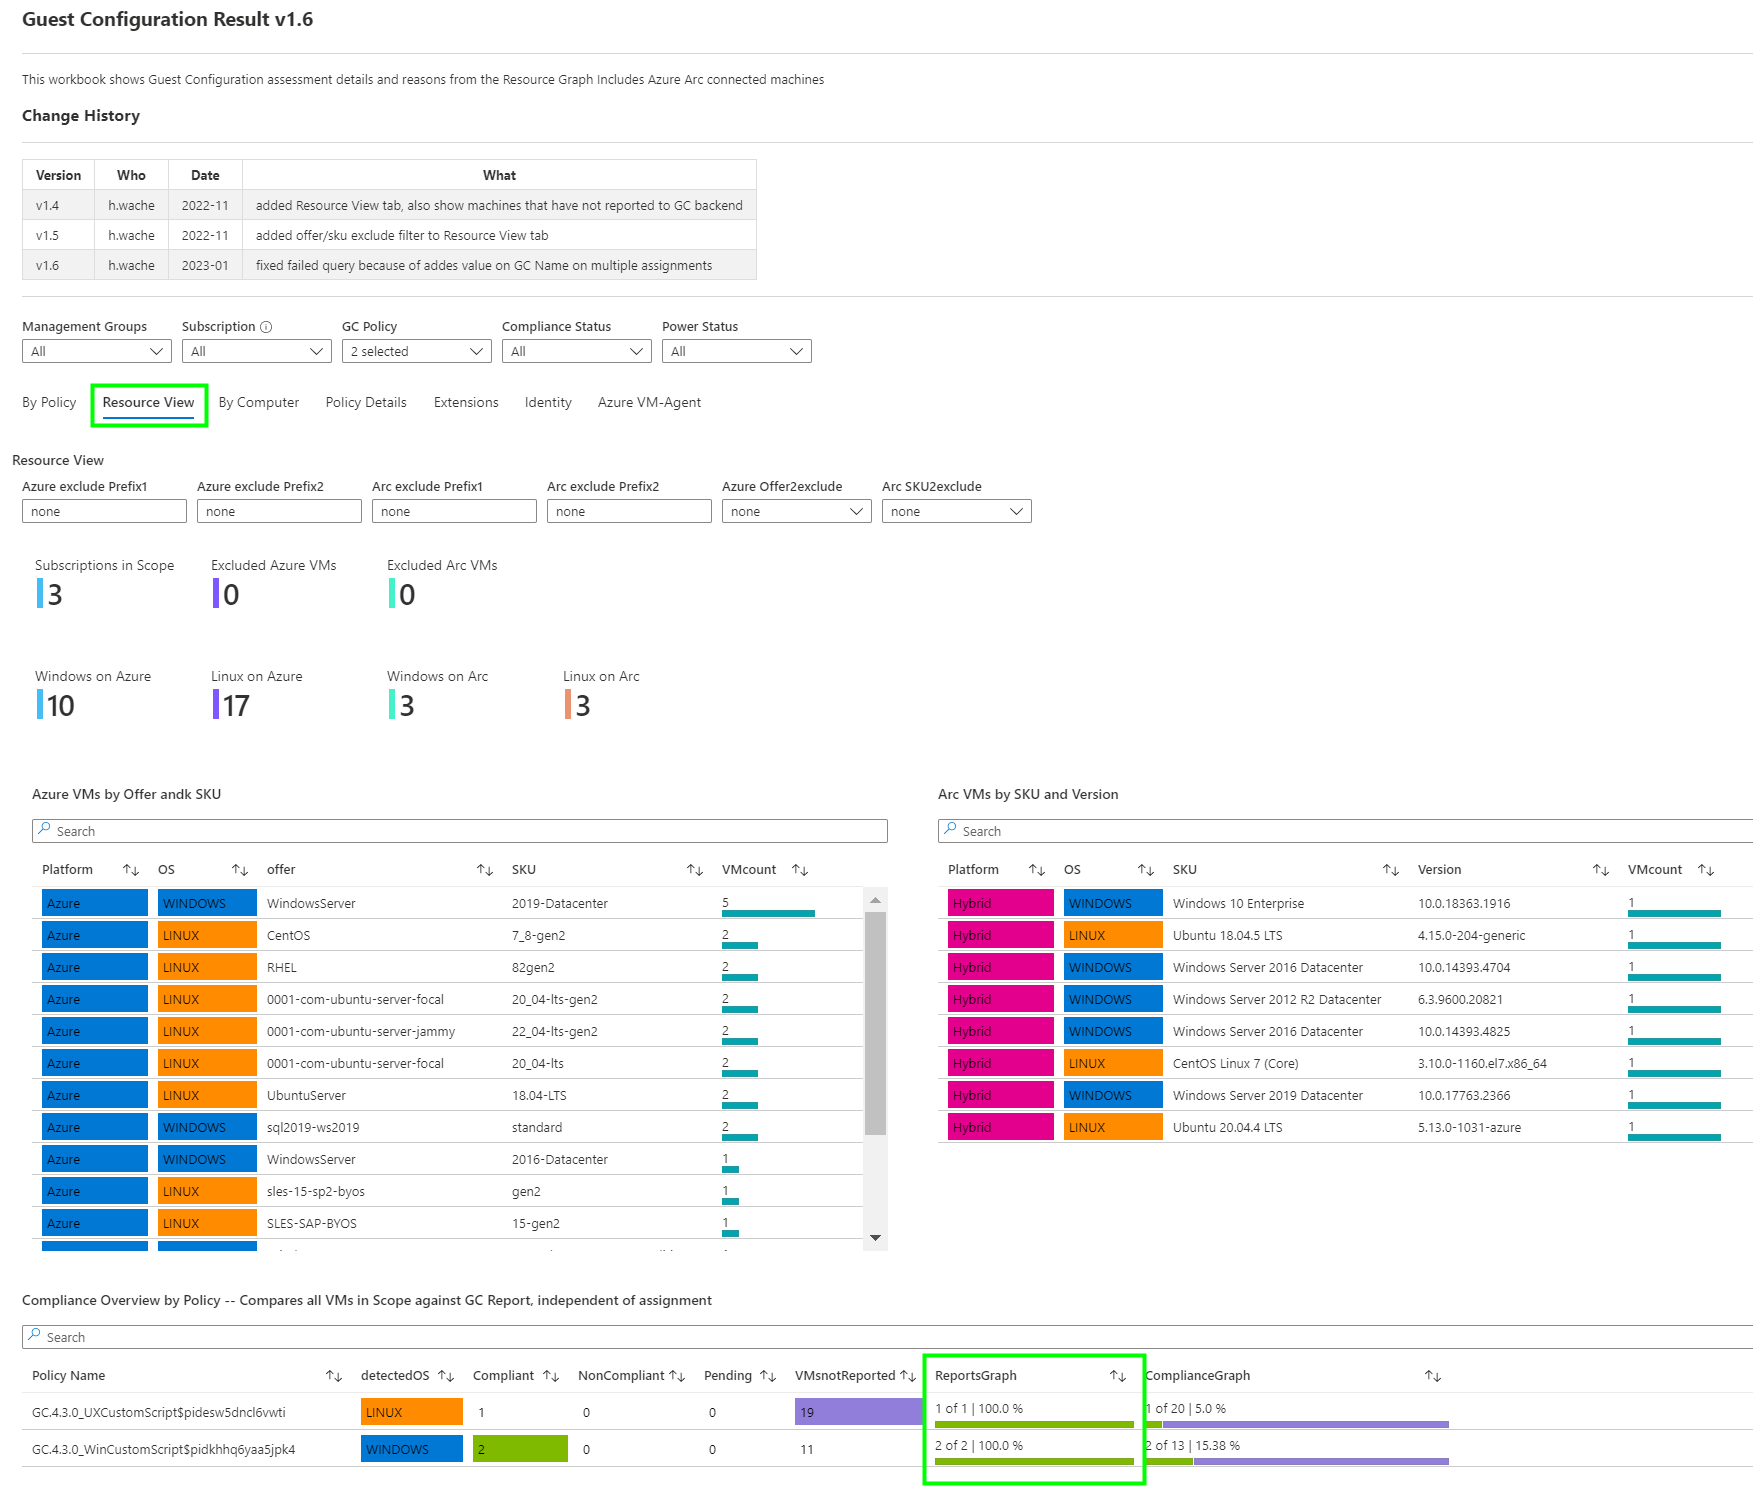 Guest Configuration Result v1.6
This workbook shows Guest Configuration assessment details and reasons from the Resource Graph Includes Azure Arc connected machines
Change History
Version Who Date What
v1.4 h.wache 2022-11 added Resource View tab, also show machines that have not reported to GC backend
v1.5 h.wache 2022-11 added offer/sku exclude filter to Resource View tab
v1.6 h.wache 2023-01 fixed failed query because of addes value on GC Name on multiple assignments
Management Groups Subscription GC Policy Compliance Status Power Status
All All 2 selected All All
By Policy Resource View By Computer Policy Details Extensions Identity Azure VM-Agent
Resource View
Azure exclude Prefix1 Azure exclude Prefix2 Arc exclude Prefix1 Arc exclude Prefix2 Azure Offer2exclude Arc SKU2exclude
none none none none none none
Subscriptions in Scope Excluded Azure VMs Excluded Arc VMs
3 0 0
Windows on Azure Linux on Azure Windows on Arc Linux on Arc
10 17 3 3
Azure VMs by Offer andk SKU
Search
Platform OS offer SKU VMcount
Azure WINDOWS WindowsServer 2019-Datacenter 5
Azure LINUX CentOS 7_8-gen2 2
Azure LINUX RHEL 82gen2 2
Azure LINUX 0001-com-ubuntu-server-focal 20_04-lts-gen2 2
Azure LINUX 0001-com-ubuntu-server-jammy 22_04-lts-gen2 2
Azure LINUX 0001-com-ubuntu-server-focal 20_04-lts 2
Azure LINUX UbuntuServer 18.04-LTS 2
Azure WINDOWS sql2019-ws2019 standard 2
Azure WINDOWS WindowsServer 2016-Datacenter 1
Azure LINUX sles-15-sp2-byos gen2 1
Azure LINUX SLES-SAP-BYOS 15-gen2 1
Arc VMs by SKU and Version
Search
Platform OS SKU Version VMcount
Hybrid WINDOWS Windows 10 Enterprise 10.0.18363.1916 1
Hybrid LINUX Ubuntu 18.04.5 LTS 4.15.0-204-generic 1
Hybrid WINDOWS Windows Server 2016 Datacenter 10.0.14393.4704 1
Hybrid WINDOWS Windows Server 2012 R2 Datacenter 6.3.9600.20821 1
Hybrid WINDOWS Windows Server 2016 Datacenter 10.0.14393.4825 1
Hybrid LINUX CentOS Linux 7 (Core) 3.10.0-1160.el7.x86_64 1
Hybrid WINDOWS Windows Server 2019 Datacenter 10.0.17763.2366 1
Hybrid LINUX Ubuntu 20.04.4 LTS 5.13.0-1031-azure 1
Compliance Overview by Policy -- Compares all VMs in Scope against GC Report, independent of assignment
Search
Policy Name detectedOS Compliant NonCompliant Pending VMsnotReported ReportsGraph ComplianceGraph
GC.4.3.0_UXCustomScript$pidesw5dncl6vwti LINUX 1 0 0 19 1 of 1 | 100.0 % 1 of 20 | 5.0 %
GC.4.3.0_WinCustomScript$pidkhhq6yaa5jpk4 WINDOWS 2 0 0 11 2 of 2 | 100.0 % 2 of 13 | 15.38 %